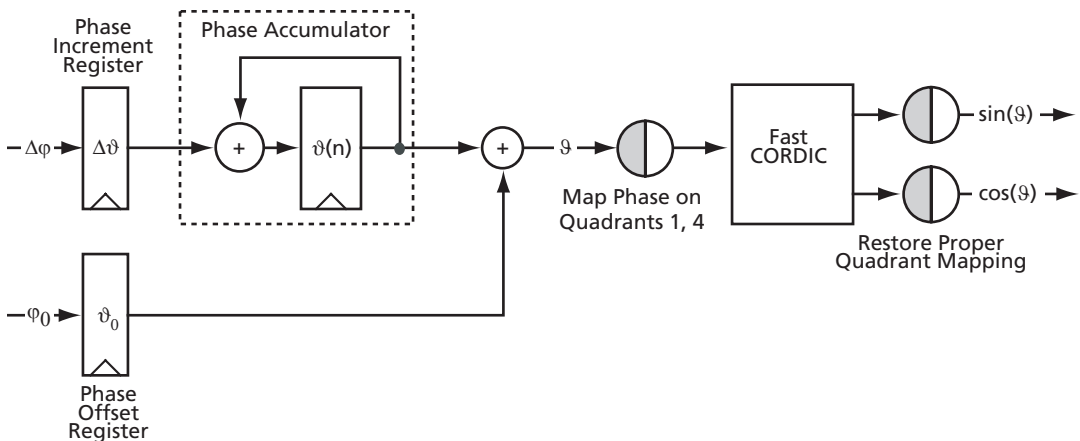 Phase
Increment
Register
Phase Accumulator
Δφ
Δϑ
+
ϑ(n)
+
ϑ
Map Phase on
Quadrants 1, 4
Fast
CORDIC
sin(ϑ)
cos(ϑ)
Restore Proper
Quadrant Mapping
φ₀
ϑ₀
Phase
Offset
Register